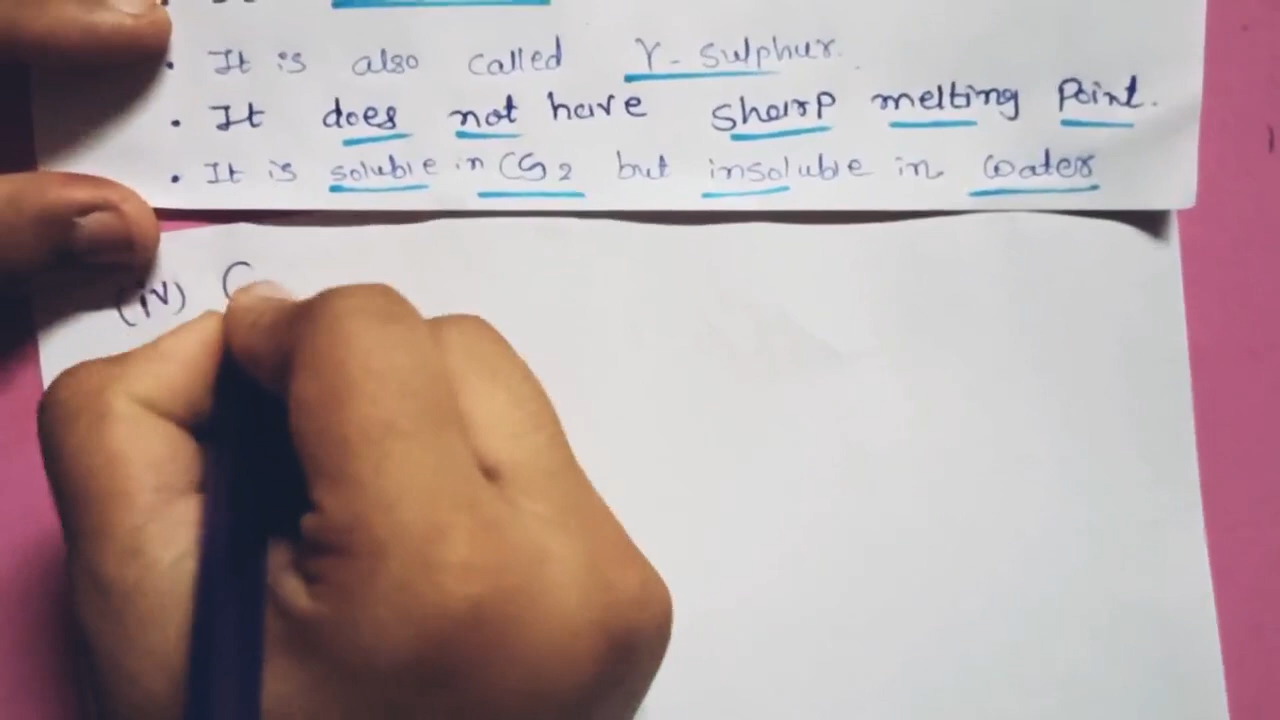 . It is also called γ- sulphur.
. It does not have sharp melting Point.
. It is soluble in CS2 but insoluble in water
(iv) C